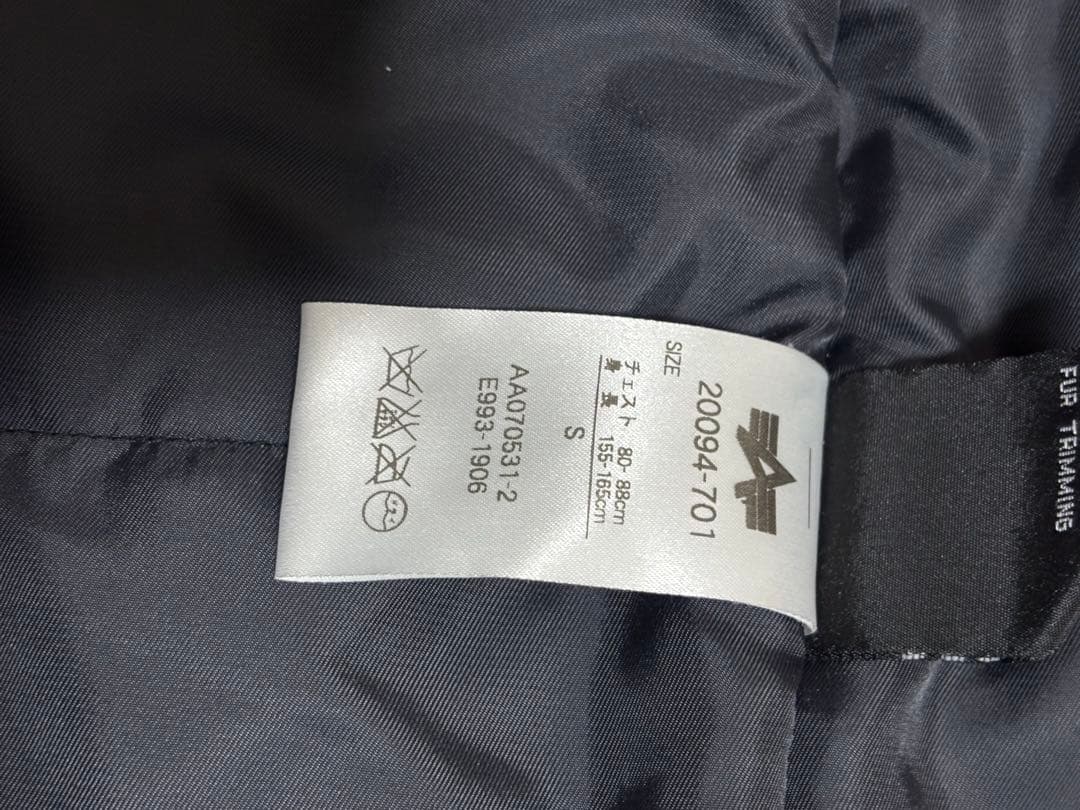 20094-701
SIZE
チェスト 80-88cm
身長 155-165cm
S
AA070531-2
E993-1906
FUR TRIMMING